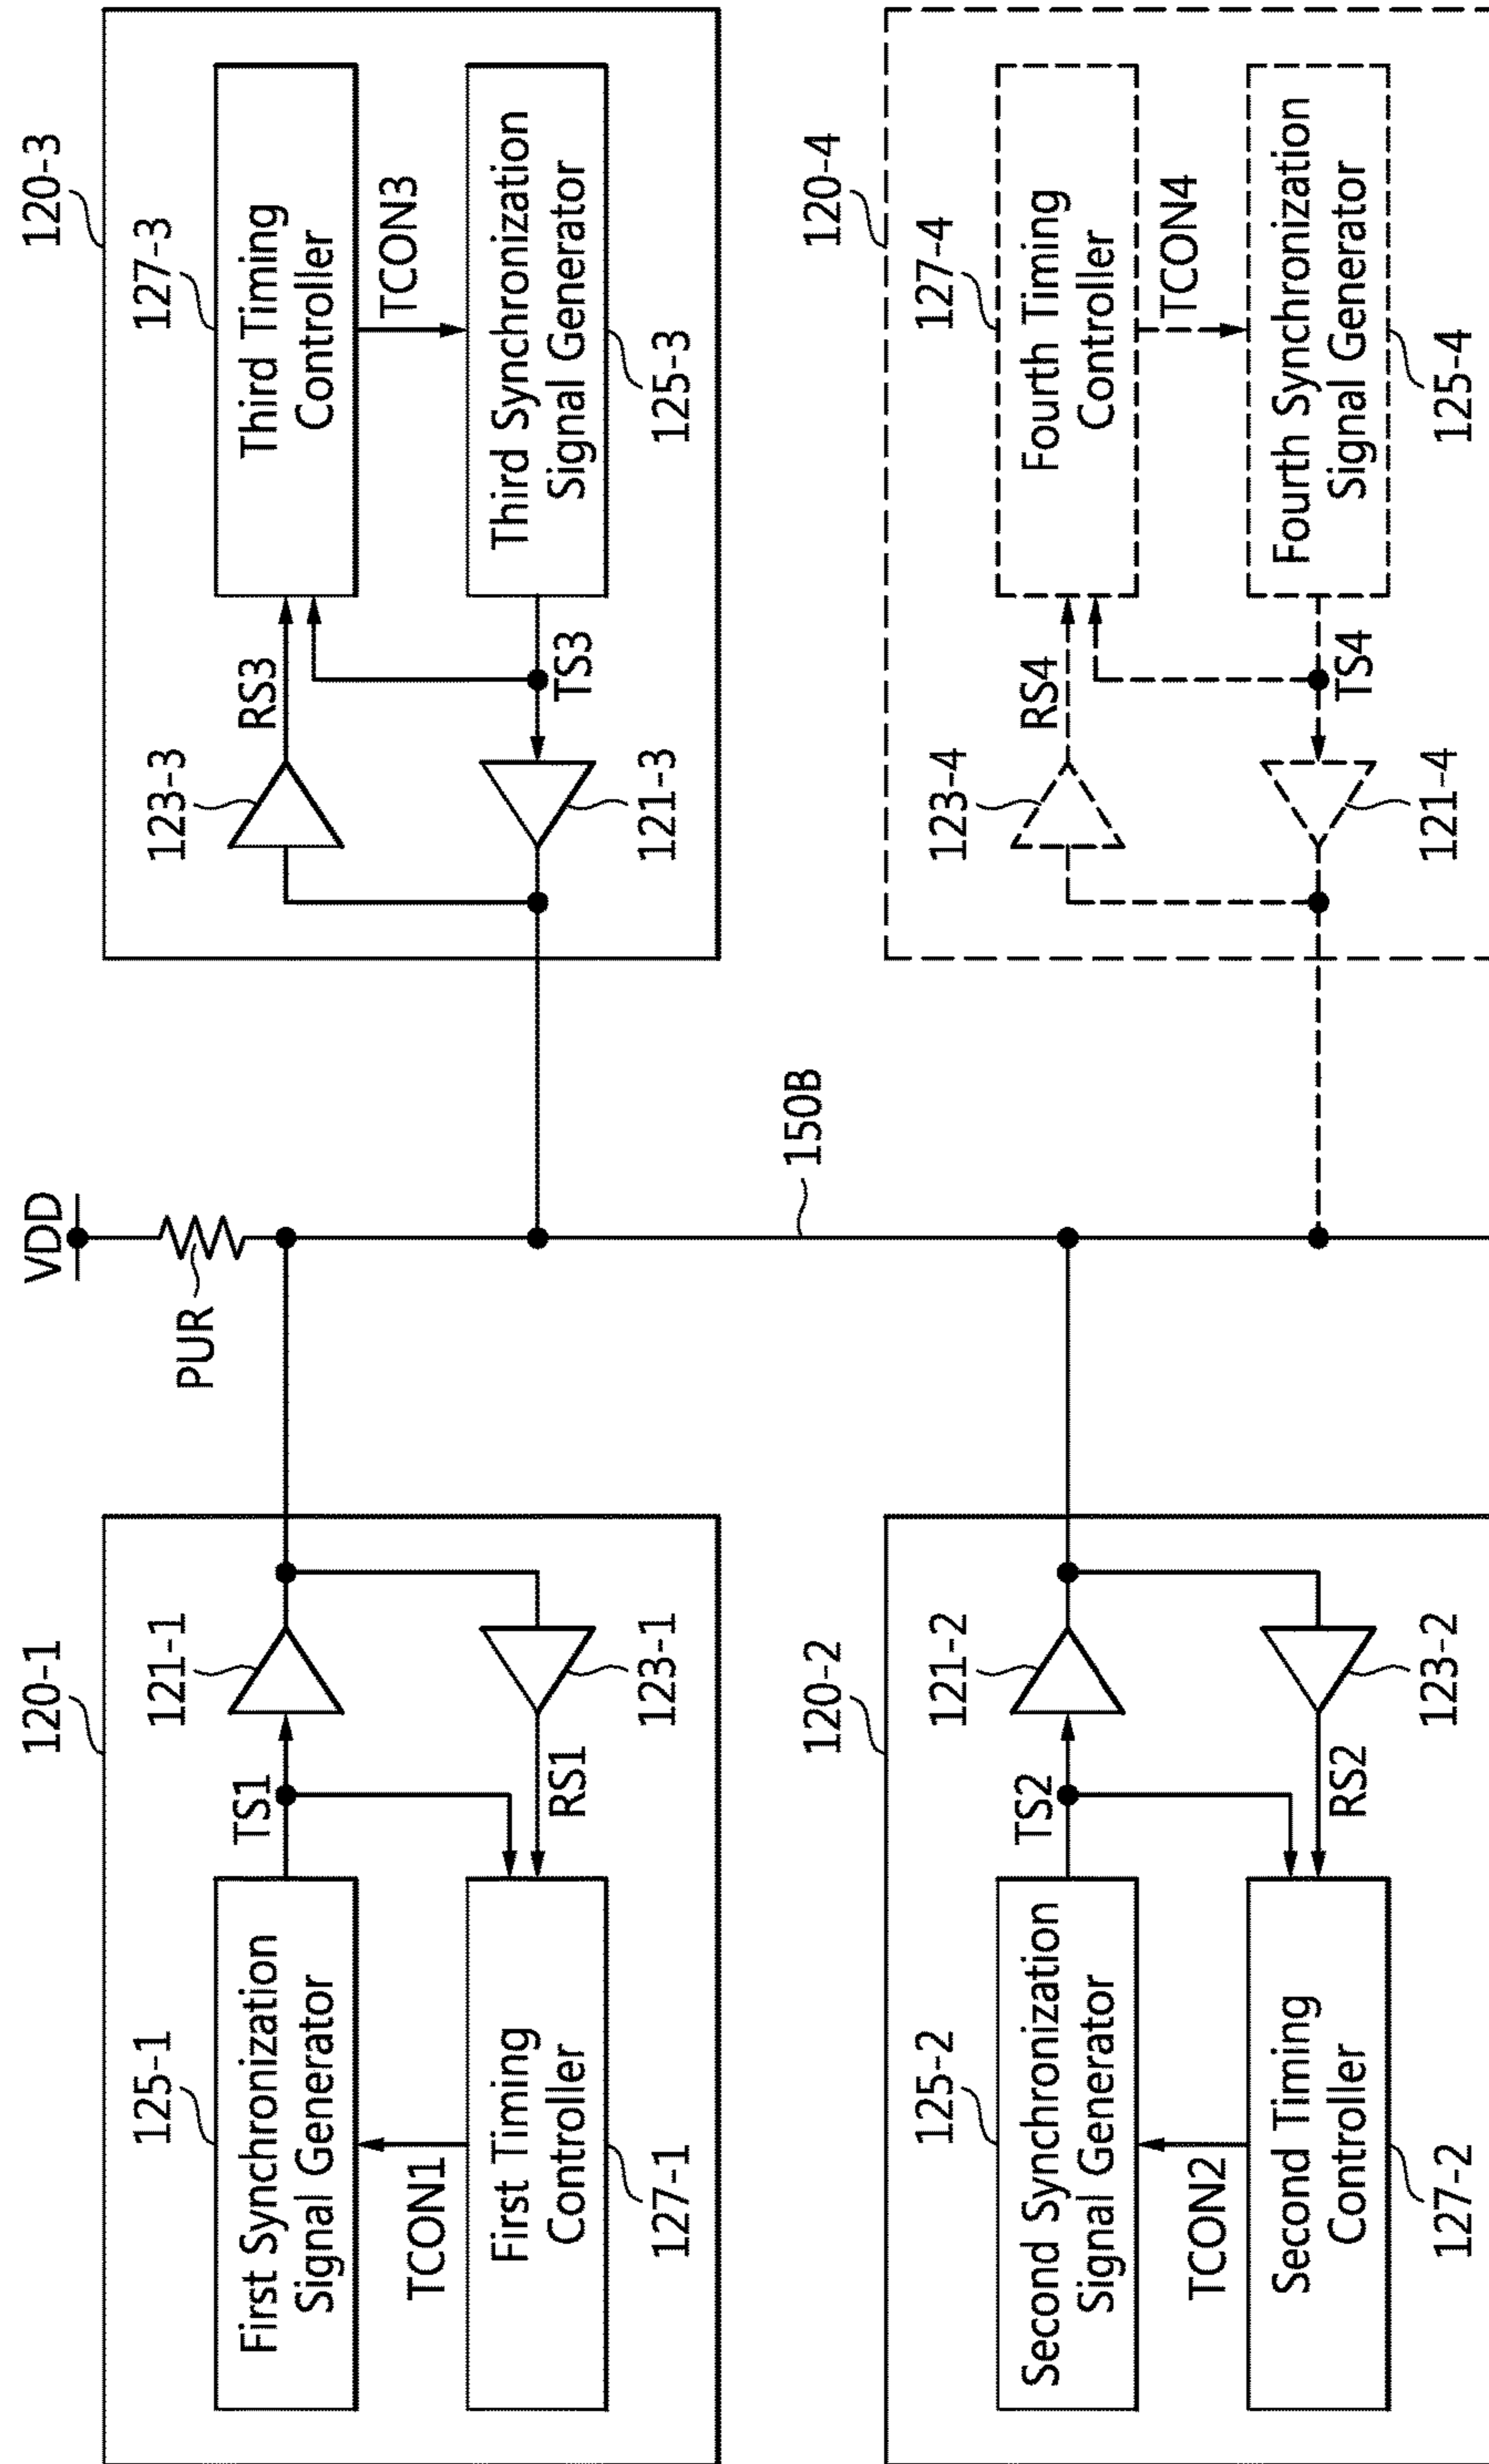 120-1
125-1
First Synchronization
Signal Generator
TS1
121-1
TCON1
First Timing
Controller
127-1
RS1
123-1
VDD
PUR
150B
120-3
123-3
RS3
127-3
Third Timing
Controller
TCON3
Third Synchronization
Signal Generator
125-3
TS3
121-3
120-2
125-2
Second Synchronization
Signal Generator
TS2
121-2
TCON2
Second Timing
Controller
127-2
RS2
123-2
120-4
123-4
RS4
127-4
Fourth Timing
Controller
TCON4
Fourth Synchronization
Signal Generator
125-4
TS4
121-4